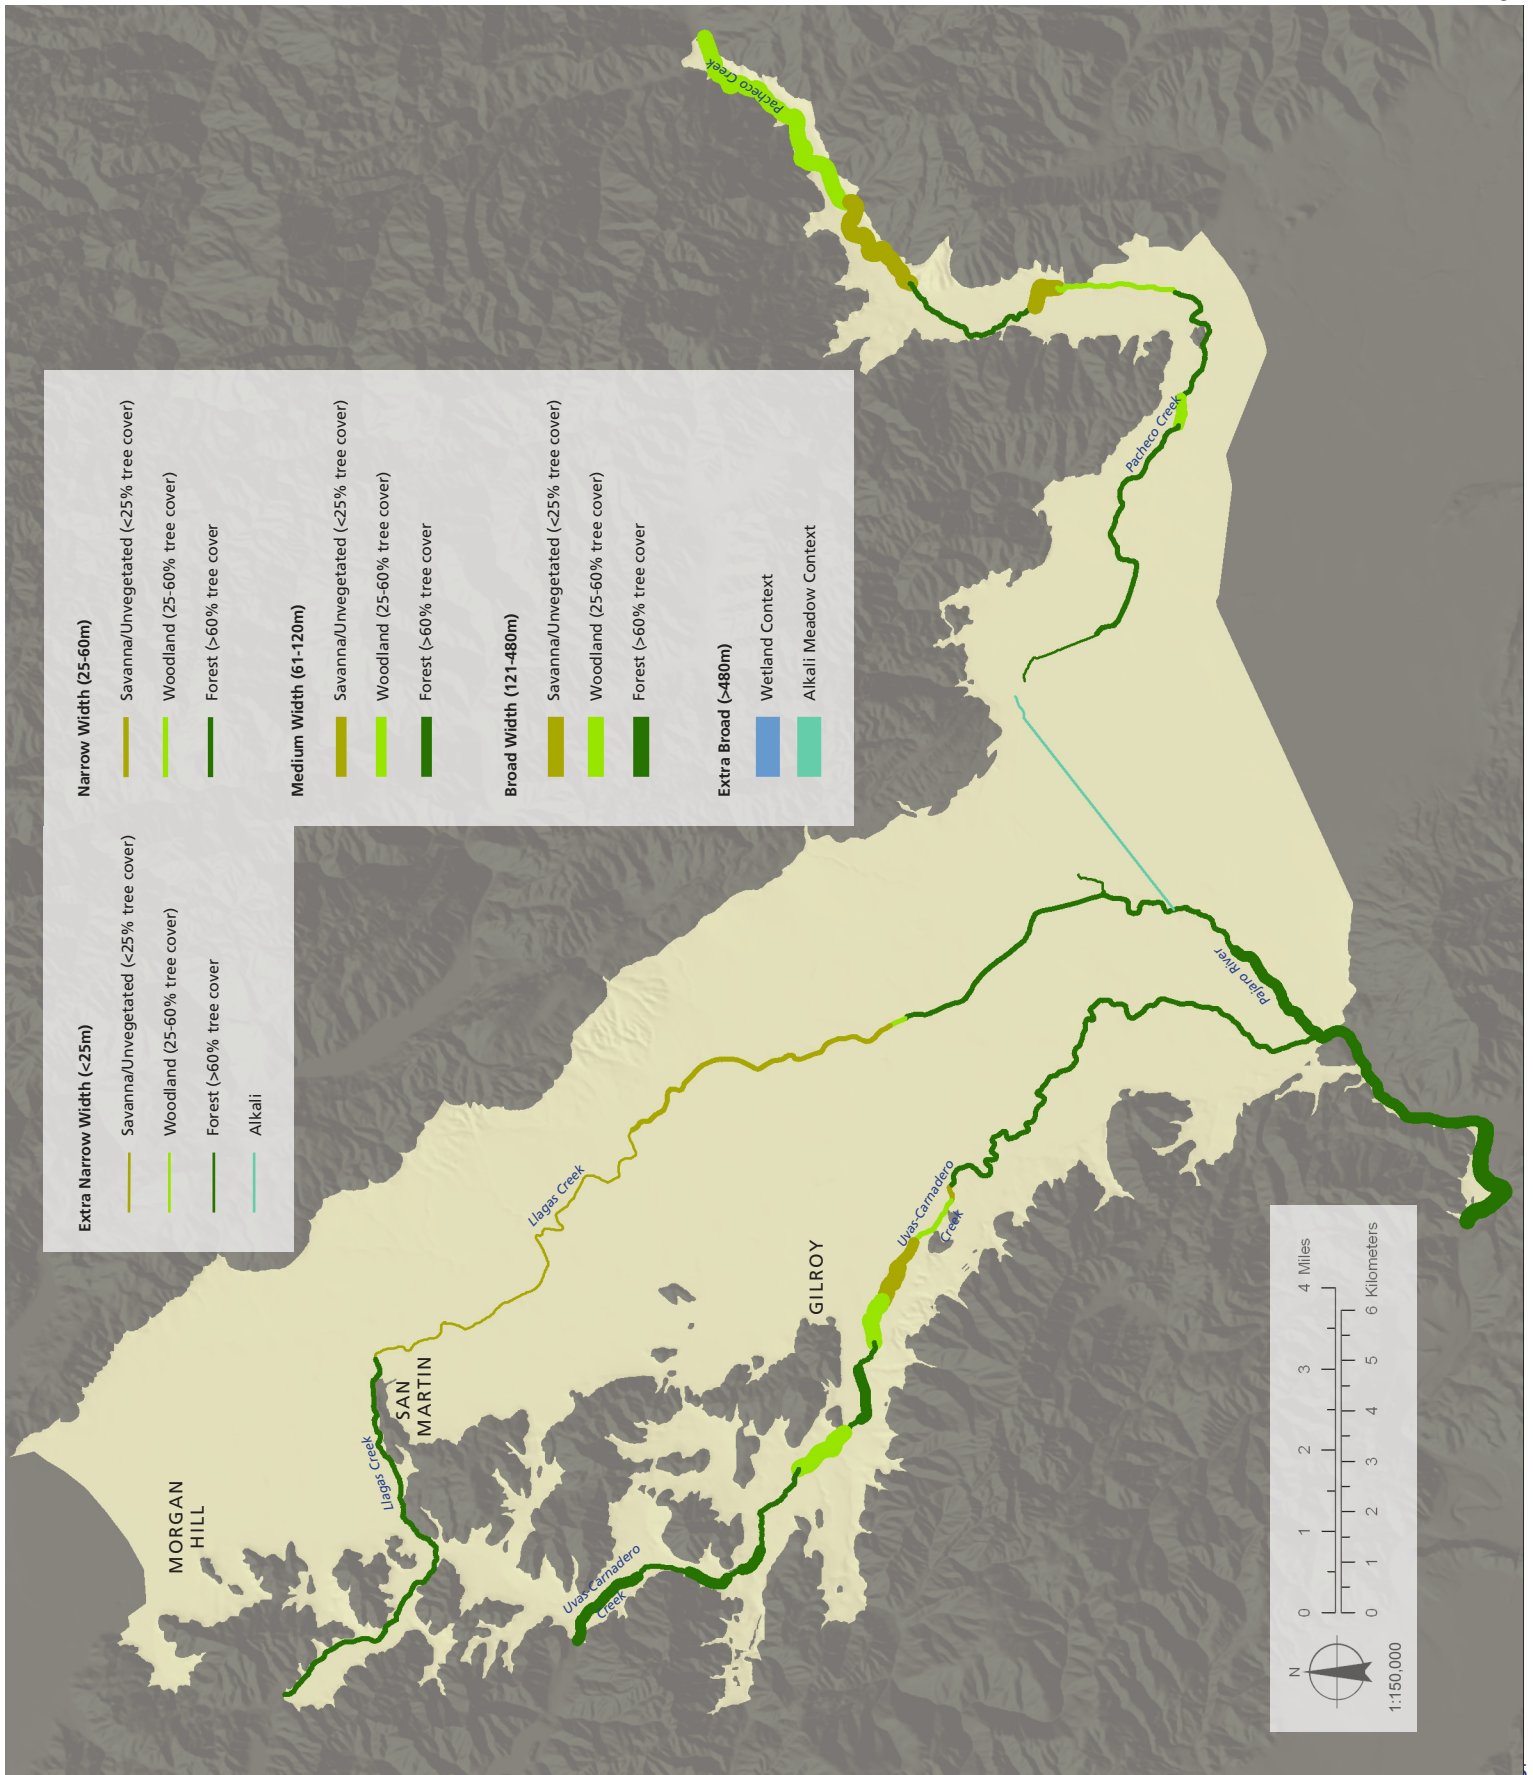 Extra Narrow Width (<25m)
Savanna/Unvegetated (<25% tree cover)
Woodland (25-60% tree cover)
Forest (>60% tree cover
Alkali
Narrow Width (25-60m)
Savanna/Unvegetated (<25% tree cover)
Woodland (25-60% tree cover)
Forest (>60% tree cover
Medium Width (61-120m)
Savanna/Unvegetated (<25% tree cover)
Woodland (25-60% tree cover)
Forest (>60% tree cover
Broad Width (121-480m)
Savanna/Unvegetated (<25% tree cover)
Woodland (25-60% tree cover)
Forest (>60% tree cover
Extra Broad (>480m)
Wetland Context
Alkali Meadow Context
MORGAN
HILL
Llagas Creek
SAN
MARTIN
Llagas Creek
Uvas-Carnadero
Creek
GILROY
Uvas-Carnadero
Creek
Pajaro River
Pacheco Creek
Pacheco Creek
N
1:150,000
0 1 2 3 4 Miles
0 1 2 3 4 5 6 Kilometers